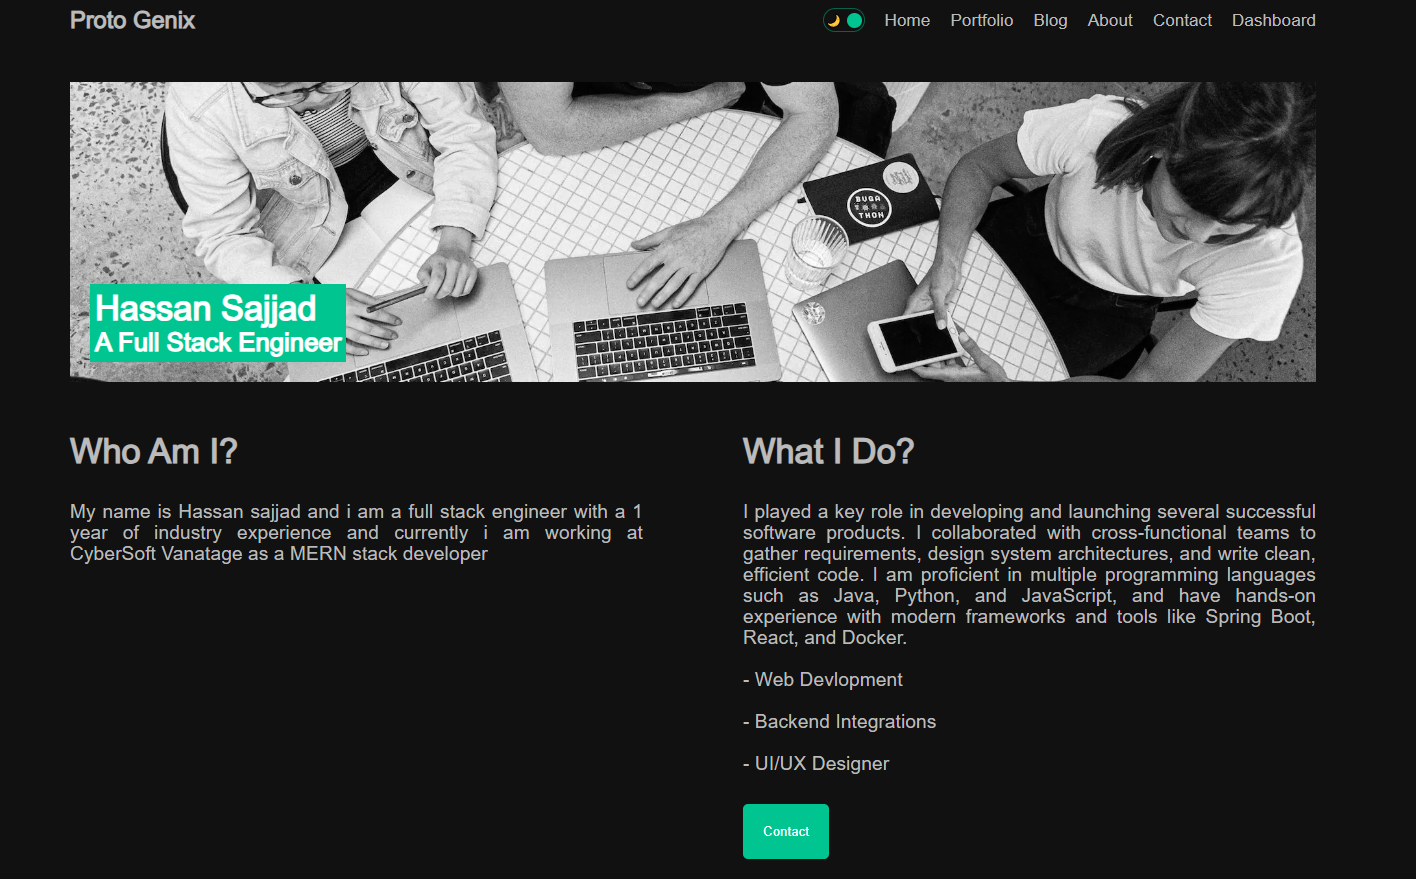 Proto Genix
Home Portfolio Blog About Contact Dashboard
BUGA
THON
Hassan Sajjad
A Full Stack Engineer
Who Am I?
My name is Hassan sajjad and i am a full stack engineer with a 1
year of industry experience and currently i am working at
CyberSoft Vanatage as a MERN stack developer
What I Do?
I played a key role in developing and launching several successful
software products. I collaborated with cross-functional teams to
gather requirements, design system architectures, and write clean,
efficient code. I am proficient in multiple programming languages
such as Java, Python, and JavaScript, and have hands-on
experience with modern frameworks and tools like Spring Boot,
React, and Docker.
- Web Devlopment
- Backend Integrations
- UI/UX Designer
Contact